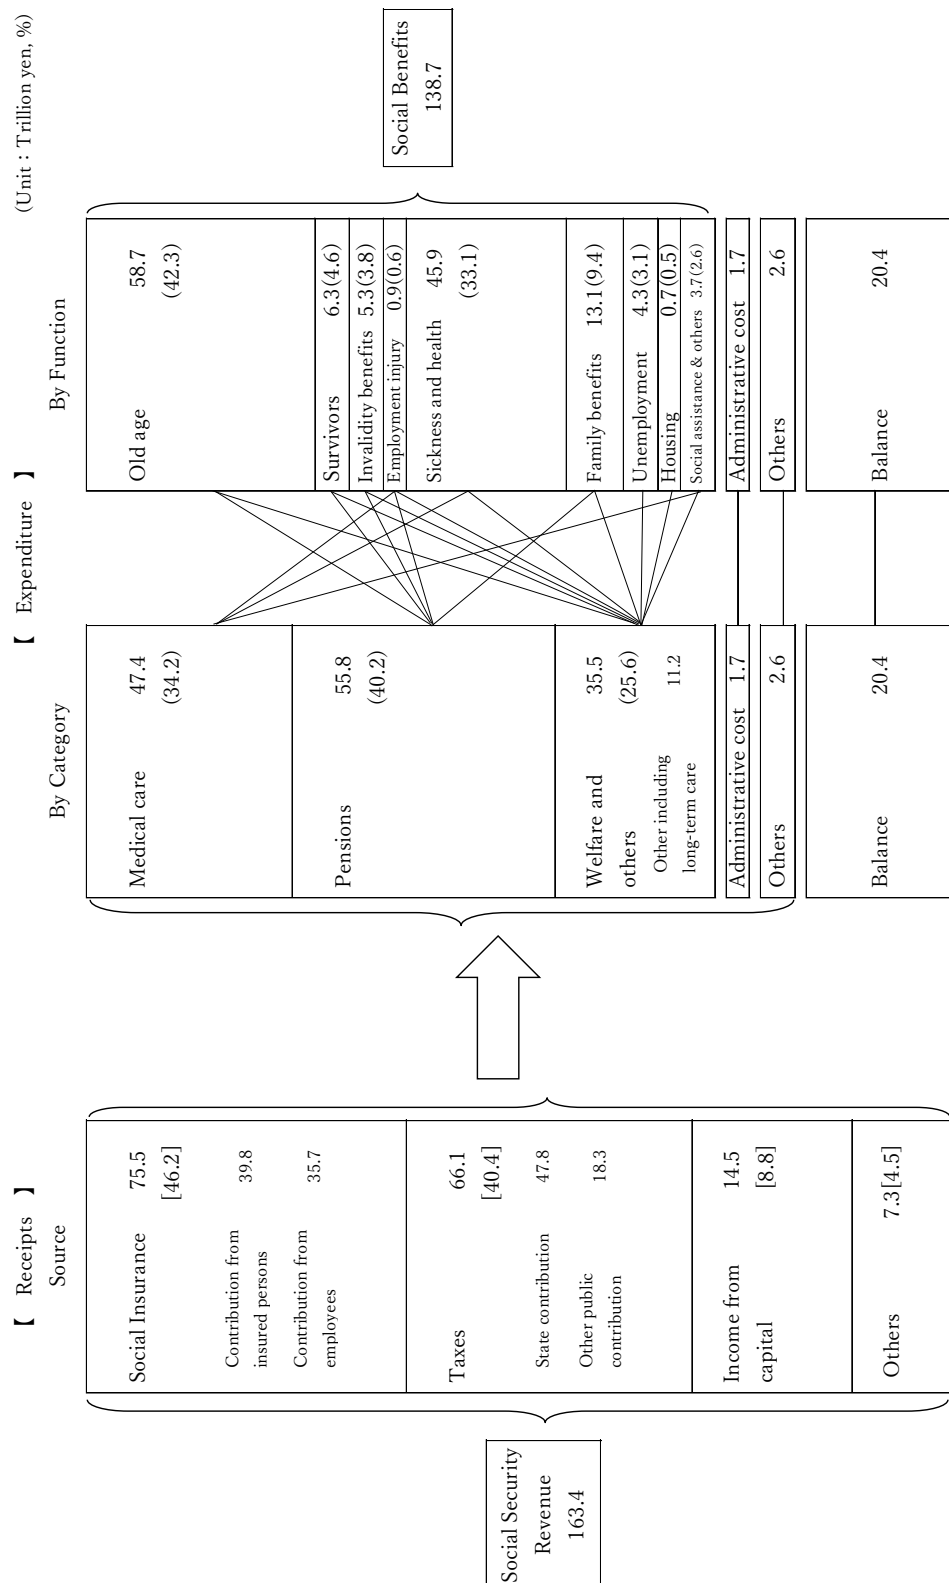 (Unit : Trillion yen, %)
【 Receipts 】
Source
Social Security
Revenue
163.4
Social Insurance 75.5
[46.2]
Contribution from
insured persons 39.8
Contribution from
employees 35.7
Taxes 66.1
[40.4]
State contribution 47.8
Other public
contribution 18.3
Income from
capital 14.5
[8.8]
Others 7.3[4.5]
【 Expenditure 】
By Category
Medical care 47.4
(34.2)
Pensions 55.8
(40.2)
Welfare and
others 35.5
(25.6)
Other including
long-term care 11.2
Administrative cost 1.7
Others 2.6
Balance 20.4
By Function
Old age 58.7
(42.3)
Survivors 6.3(4.6)
Invalidity benefits 5.3(3.8)
Employment injury 0.9(0.6)
Sickness and health 45.9
(33.1)
Family benefits 13.1(9.4)
Unemployment 4.3(3.1)
Housing 0.7(0.5)
Social assistance & others 3.7(2.6)
Administrative cost 1.7
Others 2.6
Balance 20.4
Social Benefits
138.7